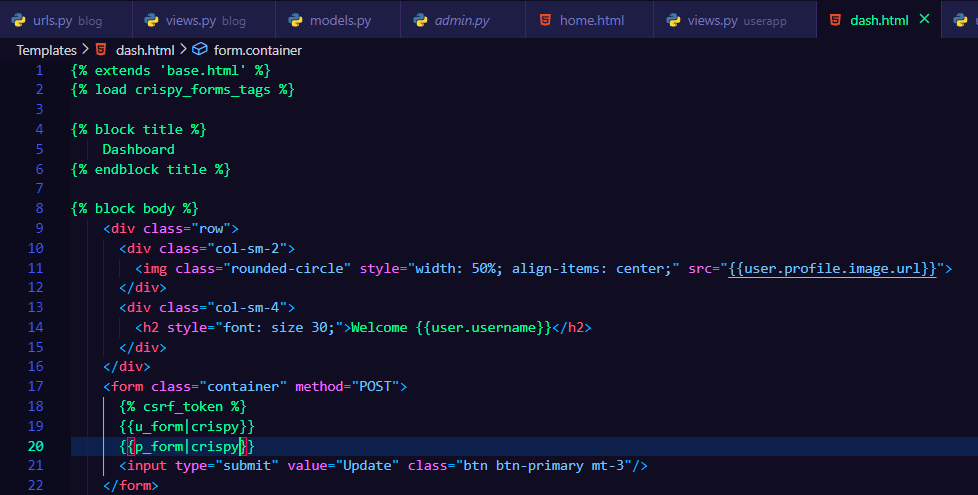 urls.py blog views.py blog models.py admin.py home.html views.py userapp dash.html
Templates > dash.html > form.container
1 {% extends 'base.html' %}
2 {% load crispy_forms_tags %}
3
4 {% block title %}
5 Dashboard
6 {% endblock title %}
7
8 {% block body %}
9 <div class="row">
10 <div class="col-sm-2">
11 <img class="rounded-circle" style="width: 50%; align-items: center;" src="{{user.profile.image.url}}">
12 </div>
13 <div class="col-sm-4">
14 <h2 style="font: size 30;">Welcome {{user.username}}</h2>
15 </div>
16 </div>
17 <form class="container" method="POST">
18 {% csrf_token %}
19 {{u_form|crispy}}
20 {{p_form|crispy}}
21 <input type="submit" value="Update" class="btn btn-primary mt-3"/>
22 </form>